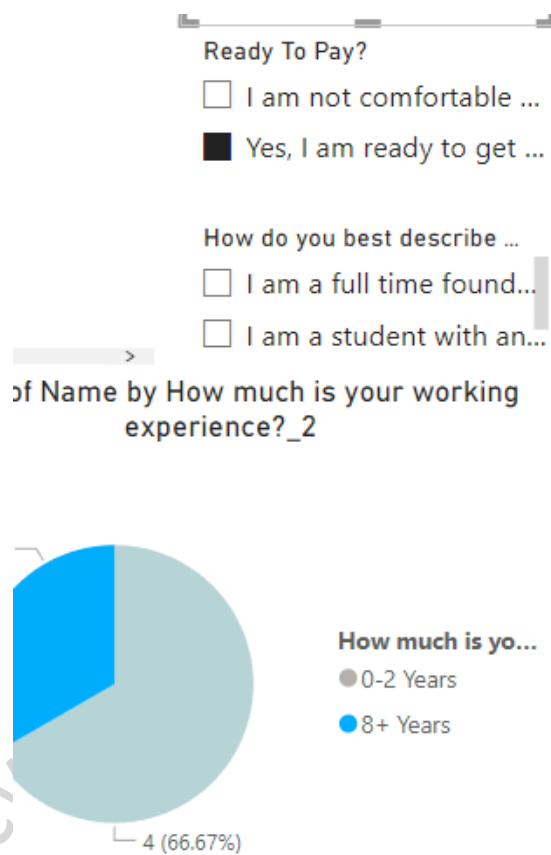 Ready To Pay?
I am not comfortable ...
Yes, I am ready to get ...
How do you best describe ...
I am a full time found...
I am a student with an...
>
of Name by How much is your working
experience?_2
How much is yo...
0-2 Years
8+ Years
4 (66.67%)